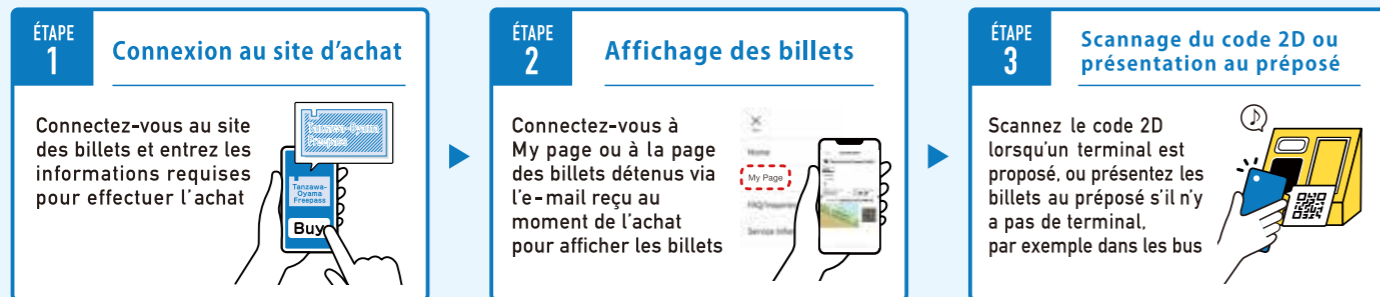 ÉTAPE
1
Connexion au site d'achat
Connectez-vous au site
des billets et entrez les
informations requises
pour effectuer l'achat
Tanzawa-Oyama
Freepass
Tanzawa-
Oyama
Freepass
Buy
ÉTAPE
2
Affichage des billets
Connectez-vous à
My page ou à la page
des billets détenus via
l'e-mail reçu au
moment de l'achat
pour afficher les billets
Home
My Page
ÉTAPE
3
Scannage du code 2D ou
présentation au préposé
Scannez le code 2D
lorsqu'un terminal est
proposé, ou présentez les
billets au préposé s'il n'y
a pas de terminal,
par exemple dans les bus